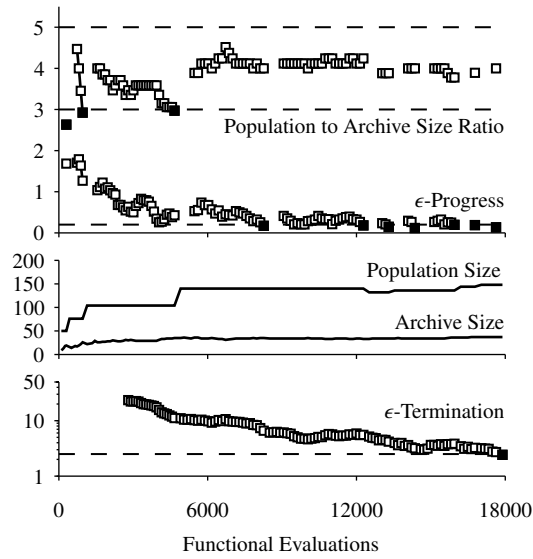 5
4
3
Population to Archive Size Ratio
2
1
ϵ-Progress
0
200
150
Population Size
100
50
Archive Size
0
50
ϵ-Termination
10
1
0 6000 12000 18000
Functional Evaluations